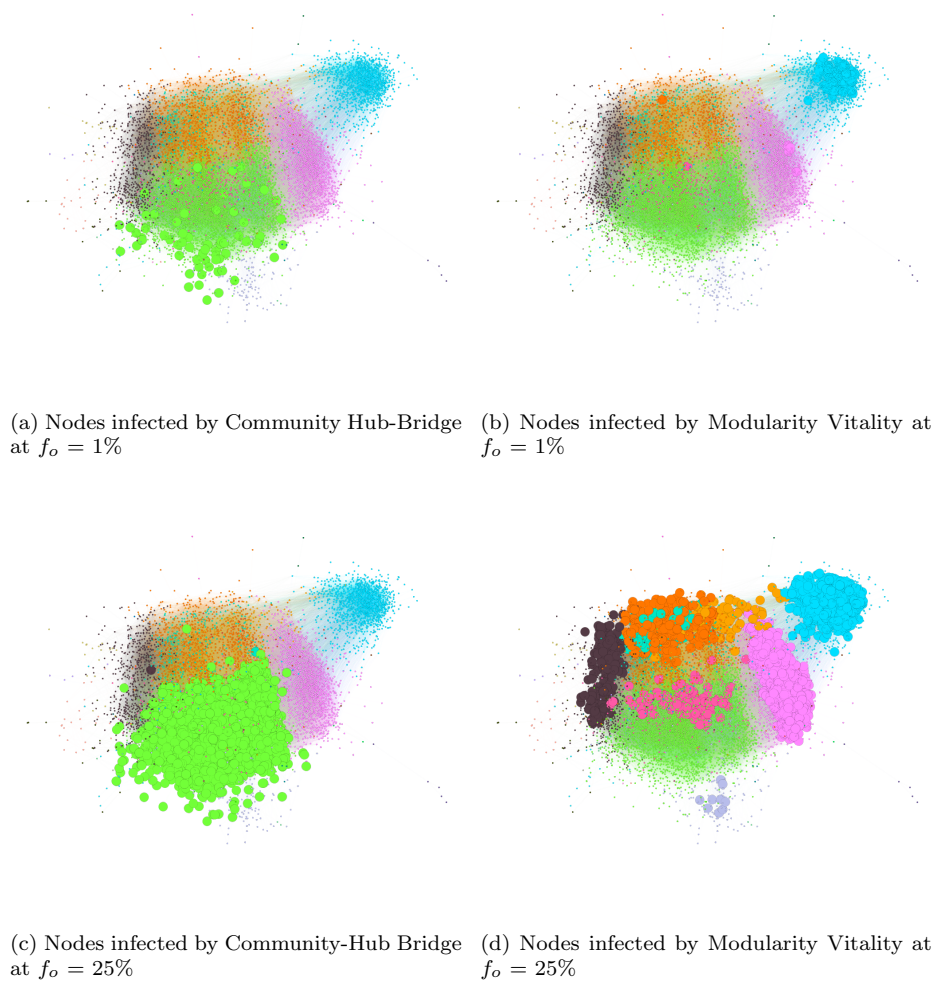 (a) Nodes infected by Community Hub-Bridge
at f_o = 1%
(b) Nodes infected by Modularity Vitality at
f_o = 1%
(c) Nodes infected by Community-Hub Bridge
at f_o = 25%
(d) Nodes infected by Modularity Vitality at
f_o = 25%